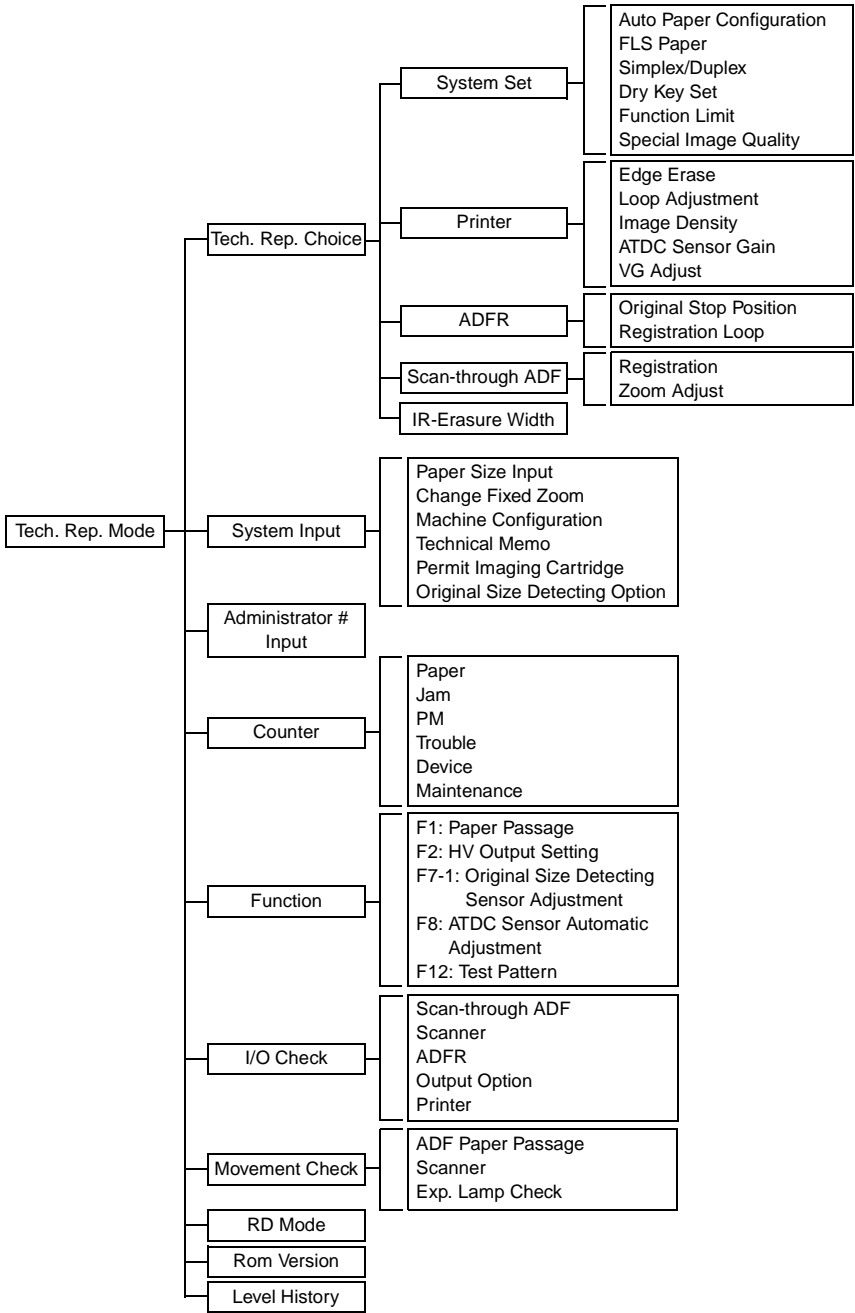 Tech. Rep. Mode
Tech. Rep. Choice
System Set
Auto Paper Configuration
FLS Paper
Simplex/Duplex
Dry Key Set
Function Limit
Special Image Quality
Printer
Edge Erase
Loop Adjustment
Image Density
ATDC Sensor Gain
VG Adjust
ADFR
Original Stop Position
Registration Loop
Scan-through ADF
Registration
Zoom Adjust
IR-Erasure Width
System Input
Paper Size Input
Change Fixed Zoom
Machine Configuration
Technical Memo
Permit Imaging Cartridge
Original Size Detecting Option
Administrator #
Input
Counter
Paper
Jam
PM
Trouble
Device
Maintenance
Function
F1: Paper Passage
F2: HV Output Setting
F7-1: Original Size Detecting
Sensor Adjustment
F8: ATDC Sensor Automatic
Adjustment
F12: Test Pattern
I/O Check
Scan-through ADF
Scanner
ADFR
Output Option
Printer
Movement Check
ADF Paper Passage
Scanner
Exp. Lamp Check
RD Mode
Rom Version
Level History